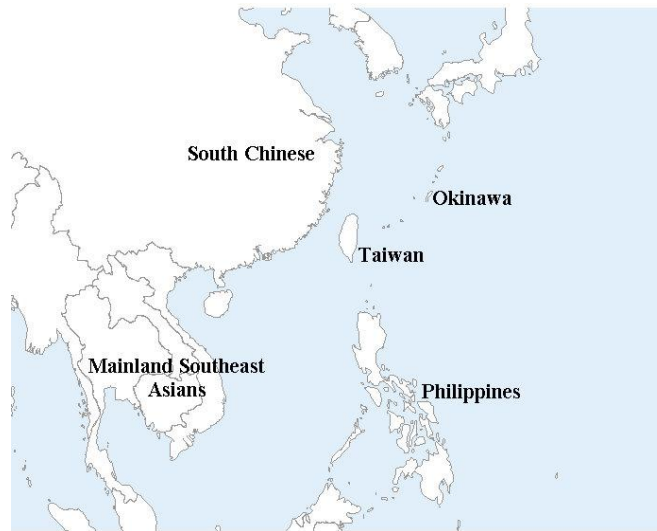 South Chinese
Okinawa
Taiwan
Mainland Southeast
Asians
Philippines